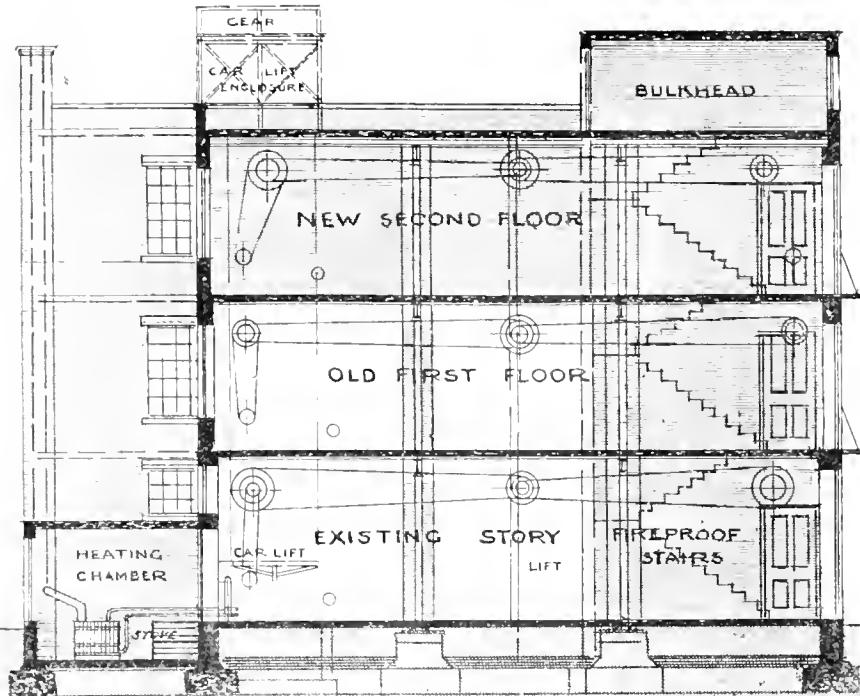 GEAR
CAR LIFT
ENCLOSURE
BULKHEAD
NEW SECOND FLOOR
OLD FIRST FLOOR
EXISTING STORY
LIFT
FIREPROOF
STAIRS
CAR LIFT
HEATING
CHAMBER
STOVE